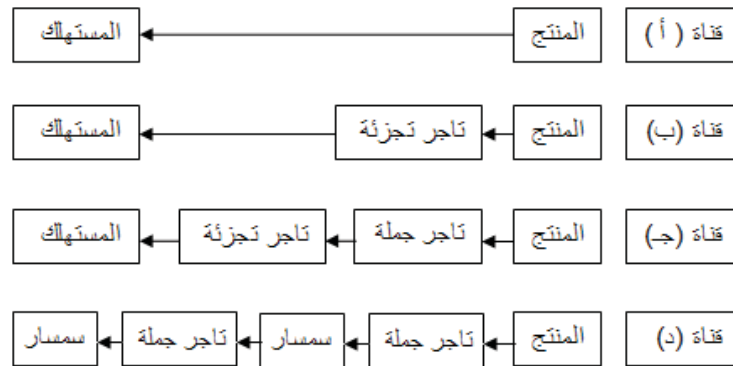 قناة ( أ ) المنتج المستهلك
قناة (ب) المنتج تاجر تجزئة المستهلك
قناة (جـ) المنتج تاجر جملة تاجر تجزئة المستهلك
قناة (د) المنتج تاجر جملة سمسار تاجر جملة سمسار